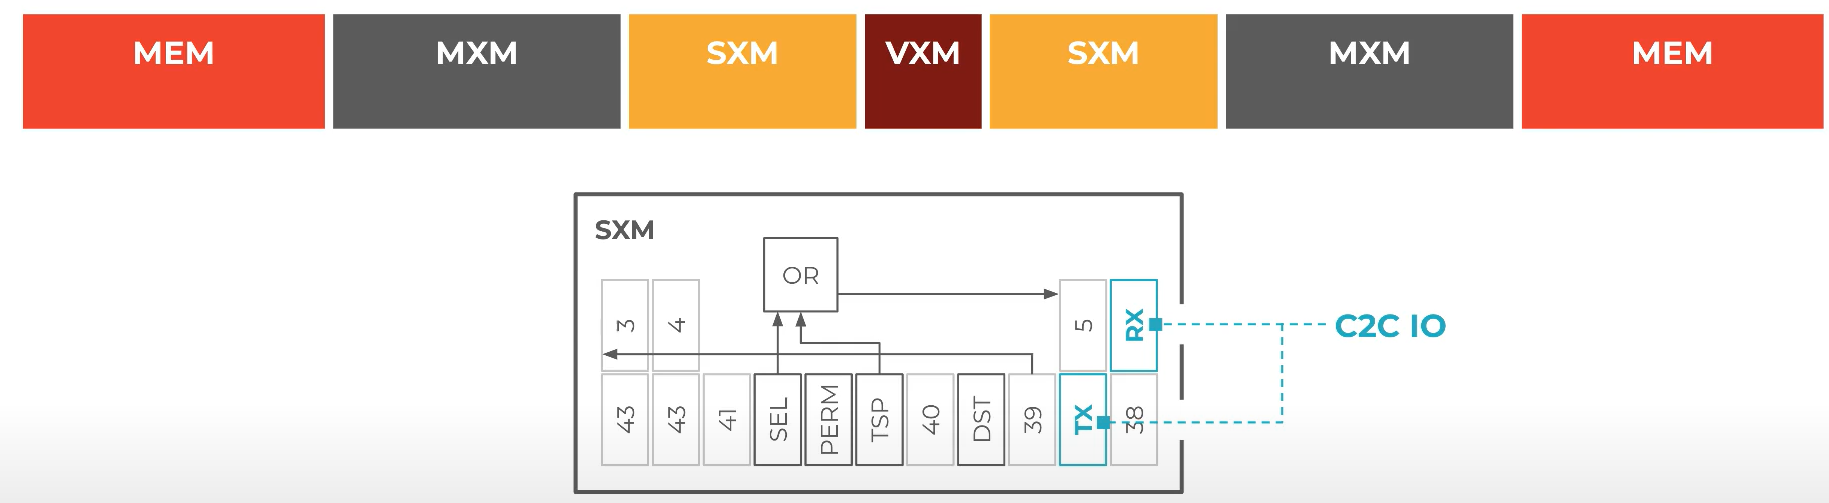 MEM MXM SXM VXM SXM MXM MEM
SXM
OR
3 4 5 RX
C2C IO
43 43 41 SEL PERM TSP 40 DST 39 TX 38